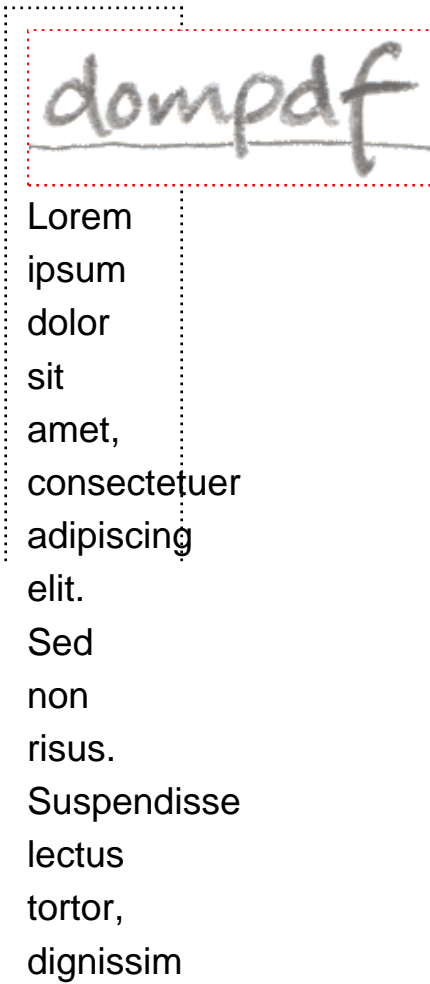 dompdf
Lorem
ipsum
dolor
sit
amet,
consectetuer
adipiscing
elit.
Sed
non
risus.
Suspendisse
lectus
tortor,
dignissim